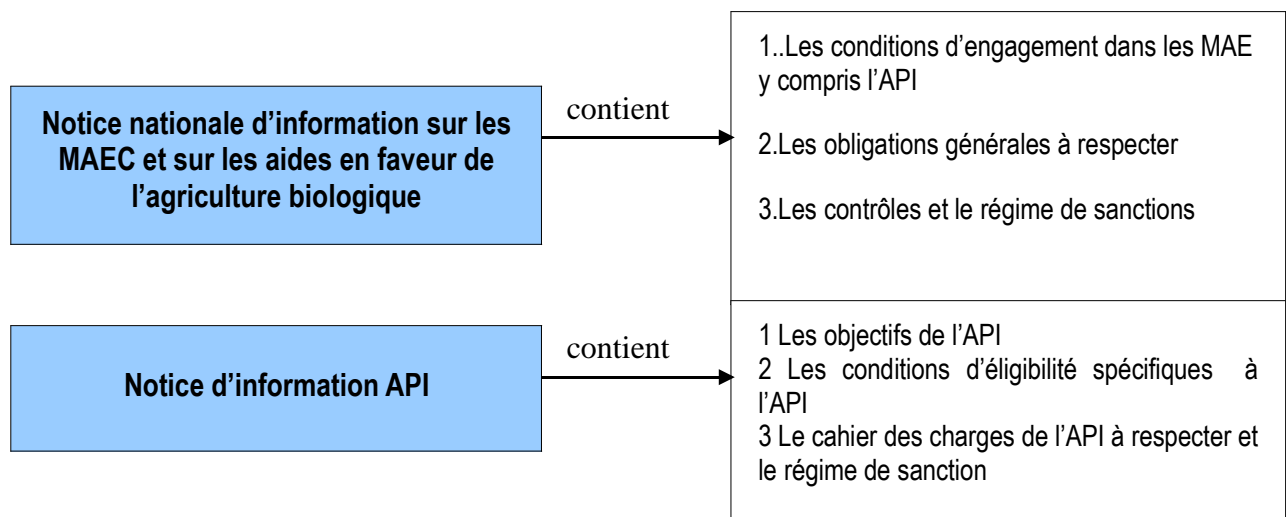 Notice nationale d’information sur les
MAEC et sur les aides en faveur de
l’agriculture biologique
contient
1..Les conditions d’engagement dans les MAE
y compris l’API
2.Les obligations générales à respecter
3.Les contrôles et le régime de sanctions
Notice d’information API
contient
1 Les objectifs de l’API
2 Les conditions d’éligibilité spécifiques à
l’API
3 Le cahier des charges de l’API à respecter et
le régime de sanction